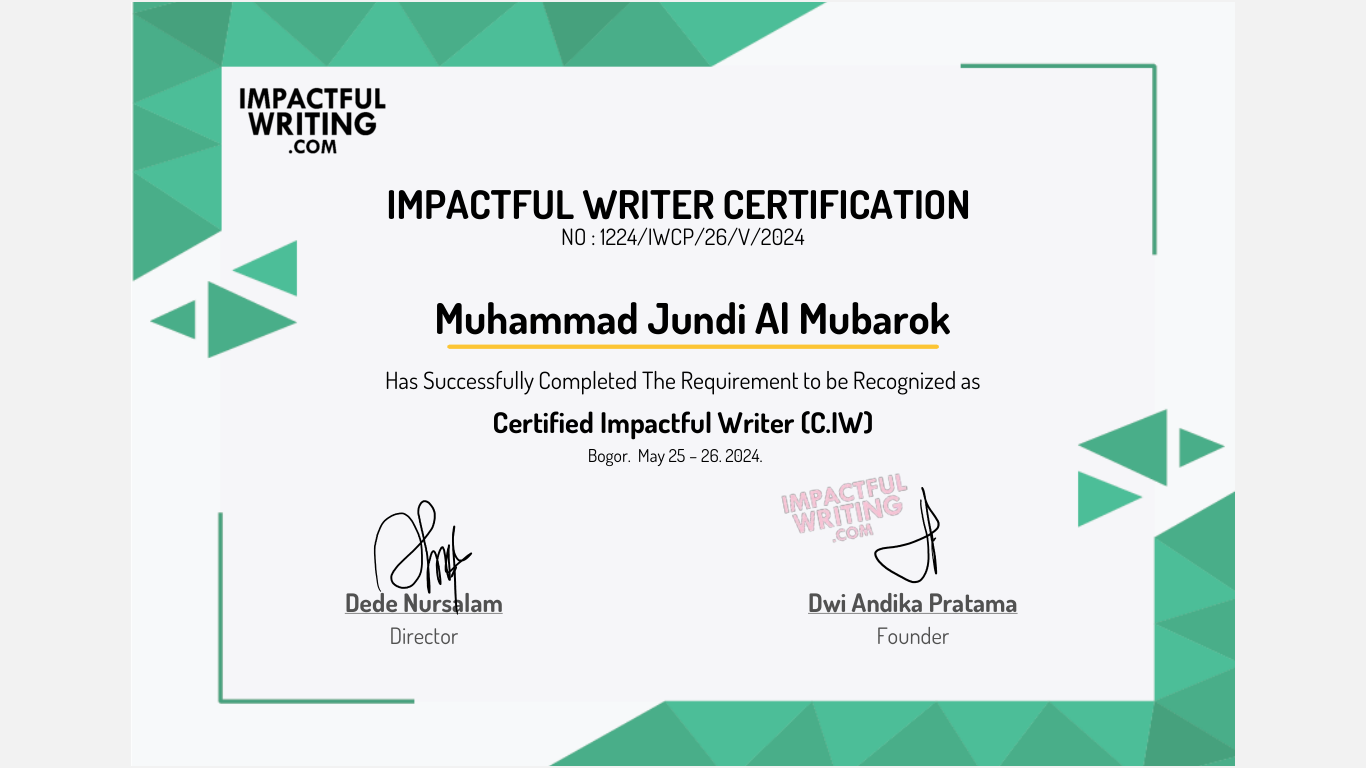 IMPACTFUL
WRITING
.COM
IMPACTFUL WRITER CERTIFICATION
NO : 1224/IWCP/26/V/2024
Muhammad Jundi Al Mubarok
Has Successfully Completed The Requirement to be Recognized as
Certified Impactful Writer (C.IW)
Bogor. May 25 – 26. 2024.
IMPACTFUL
WRITING
.COM
Dede Nursalam
Director
Dwi Andika Pratama
Founder